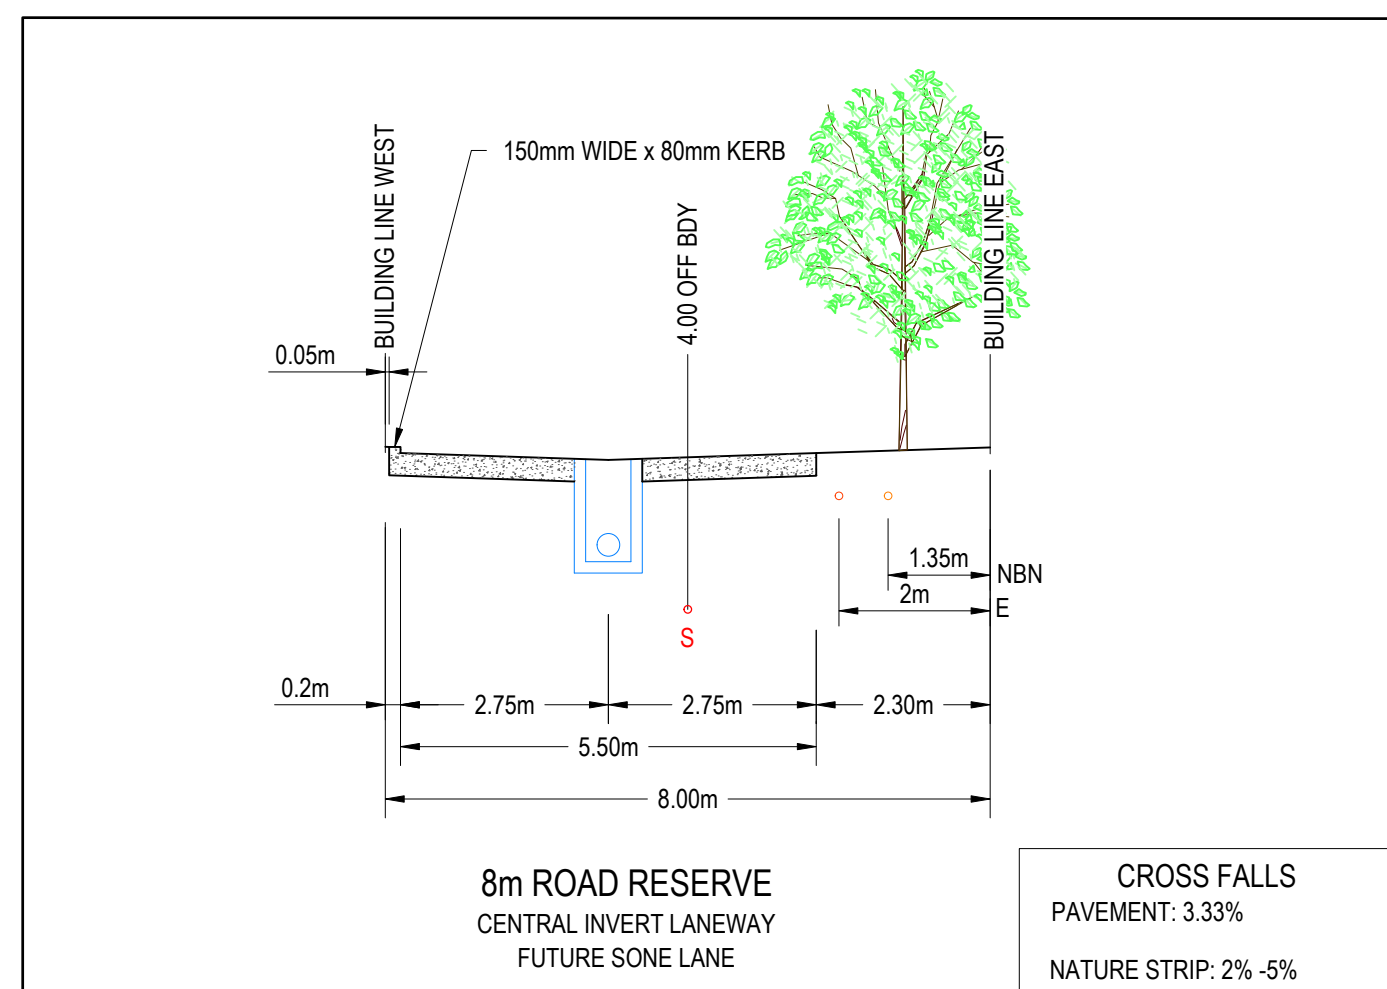 BUILDING LINE WEST
150mm WIDE x 80mm KERB
4.00 OFF BDY
BUILDING LINE EAST
0.05m
1.35m
NBN
2m
E
S
0.2m
2.75m
2.75m
2.30m
5.50m
8.00m
8m ROAD RESERVE
CENTRAL INVERT LANEWAY
FUTURE SONE LANE
CROSS FALLS
PAVEMENT: 3.33%
NATURE STRIP: 2% -5%